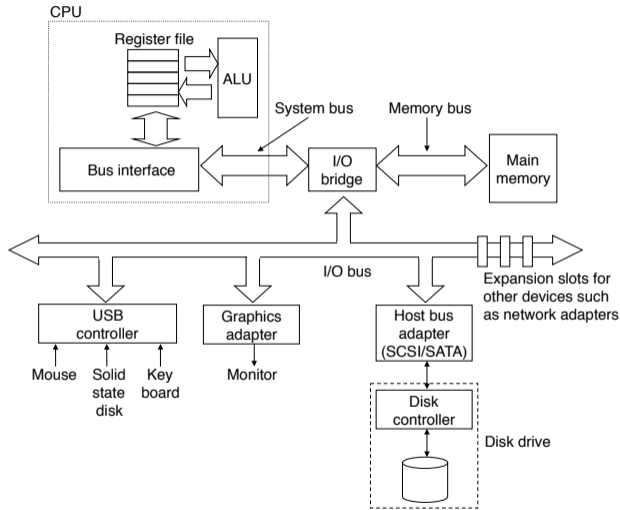 CPU
Register file
ALU
System bus
Memory bus
Bus interface
I/O
bridge
Main
memory
I/O bus
Expansion slots for
other devices such
as network adapters
USB
controller
Graphics
adapter
Host bus
adapter
(SCSI/SATA)
Mouse
Solid
state
disk
Key
board
Monitor
Disk
controller
Disk drive